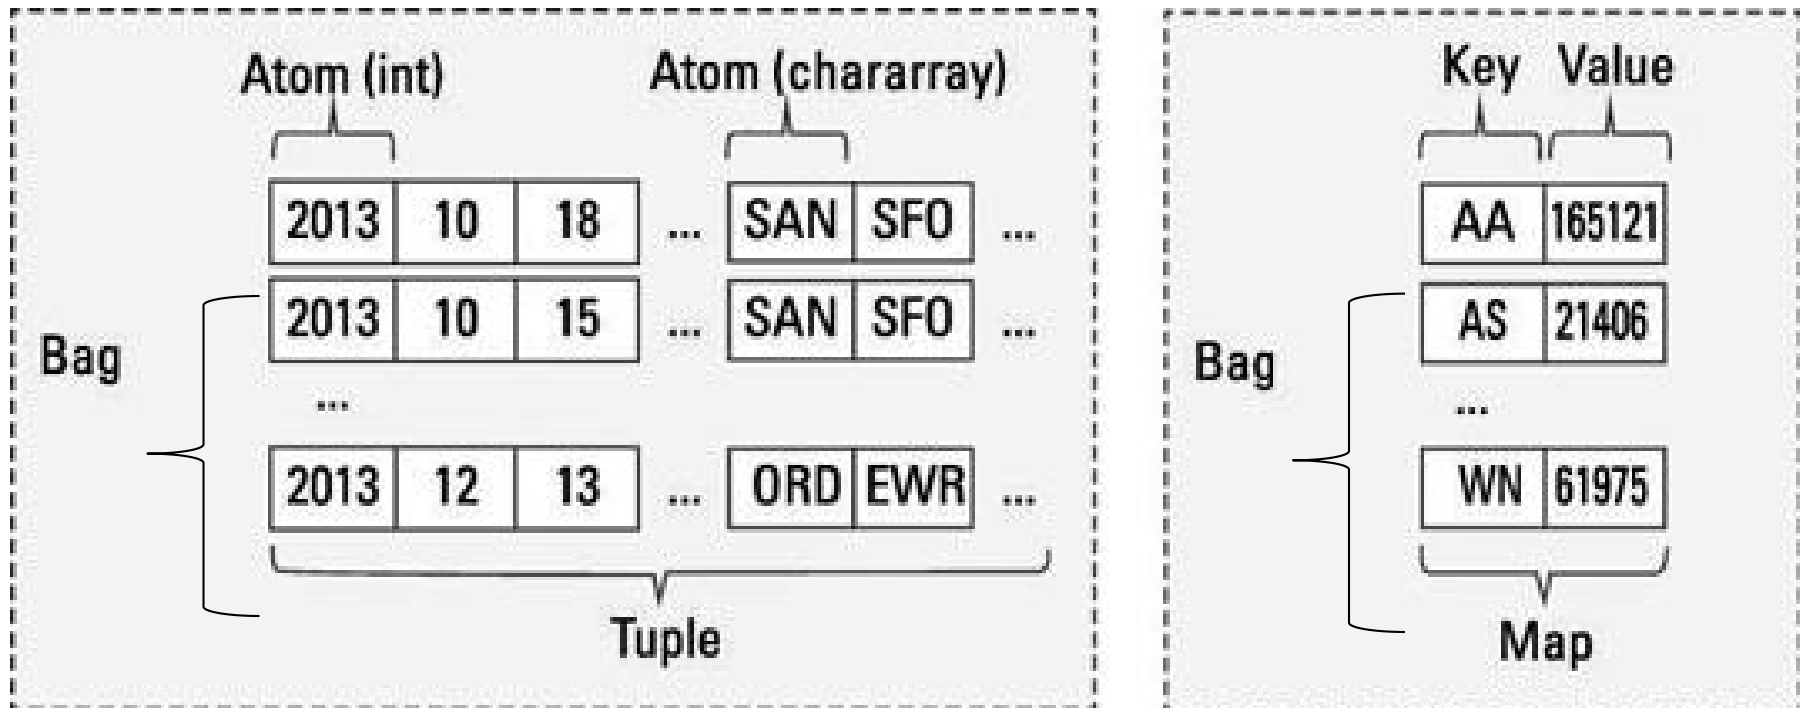 Atom (int) Atom (chararray)
2013 10 18 ... SAN SFO ...
2013 10 15 ... SAN SFO ...
Bag
...
2013 12 13 ... ORD EWR ...
Tuple
Key Value
AA 165121
AS 21406
Bag
...
WN 61975
Map